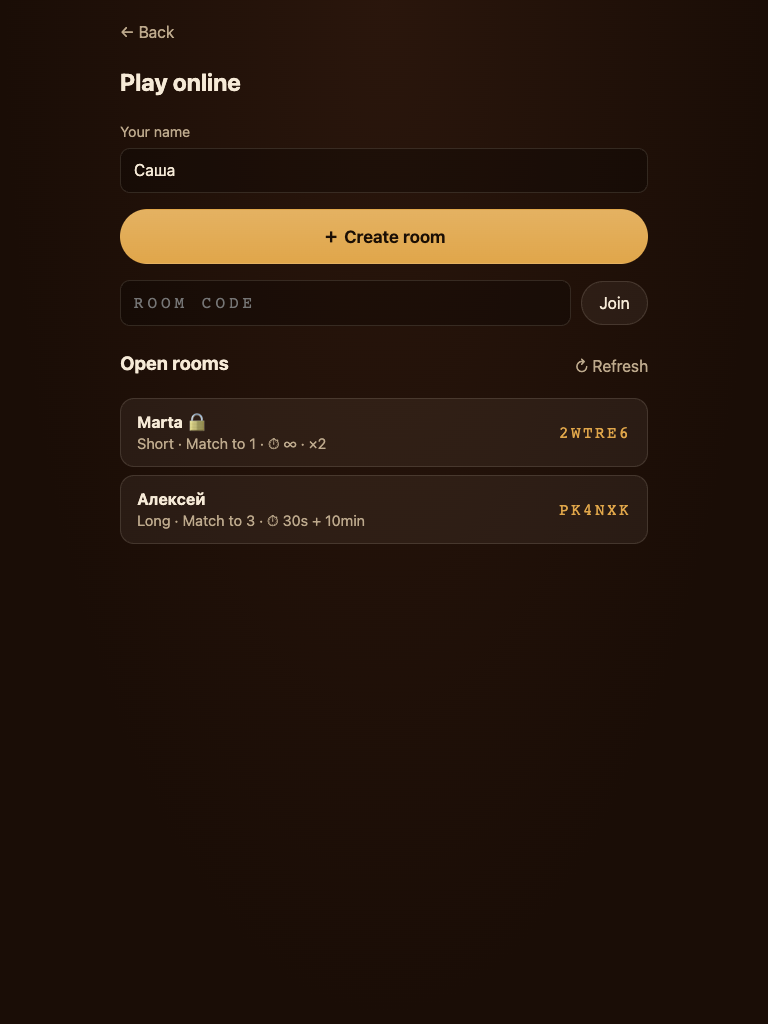 ← Back
Play online
Your name
Саша
+ Create room
ROOM CODE
Join
Open rooms
↻ Refresh
Marta 🔒
Short · Match to 1 · ⏱ ∞ · ×2
2WTRE6
Алексей
Long · Match to 3 · ⏱ 30s + 10min
PK4NXK